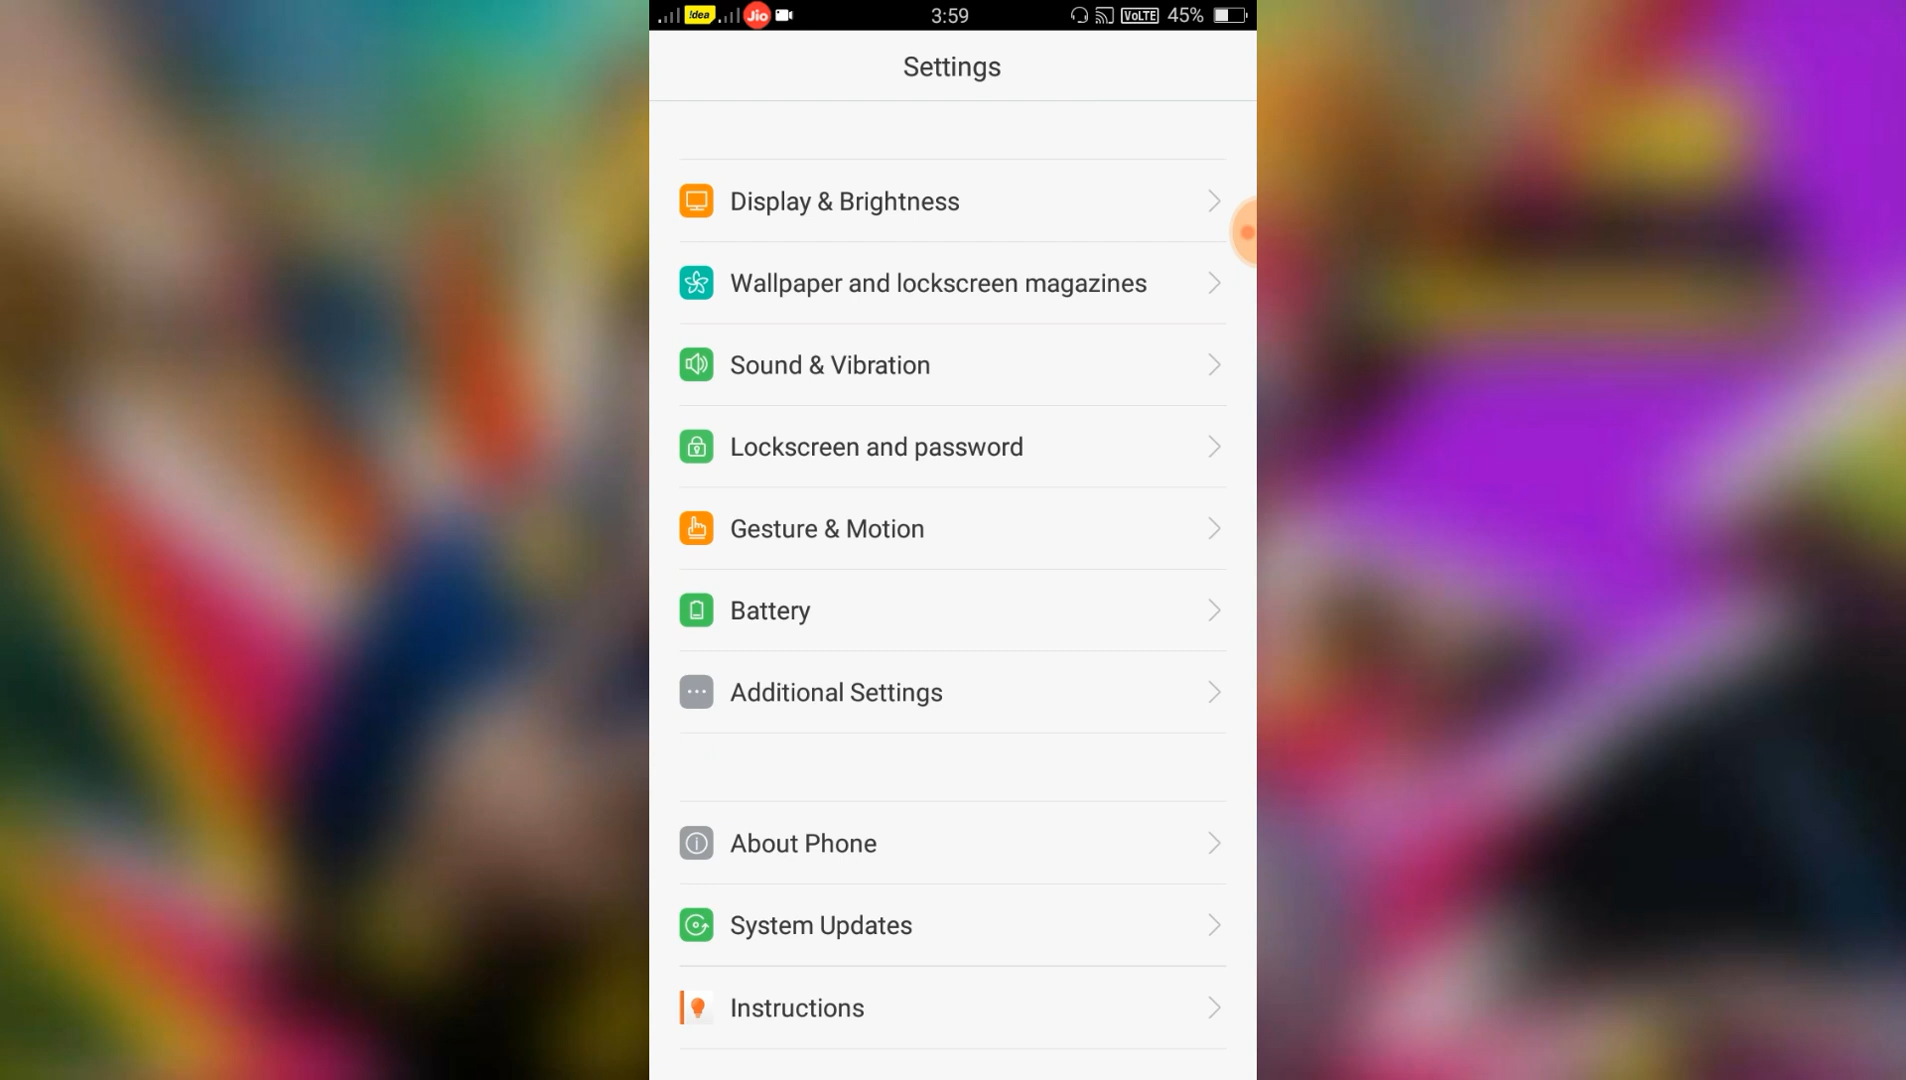 !dea Jio 3:59 VoLTE 45%
Settings
Display & Brightness
Wallpaper and lockscreen magazines
Sound & Vibration
Lockscreen and password
Gesture & Motion
Battery
Additional Settings
About Phone
System Updates
Instructions